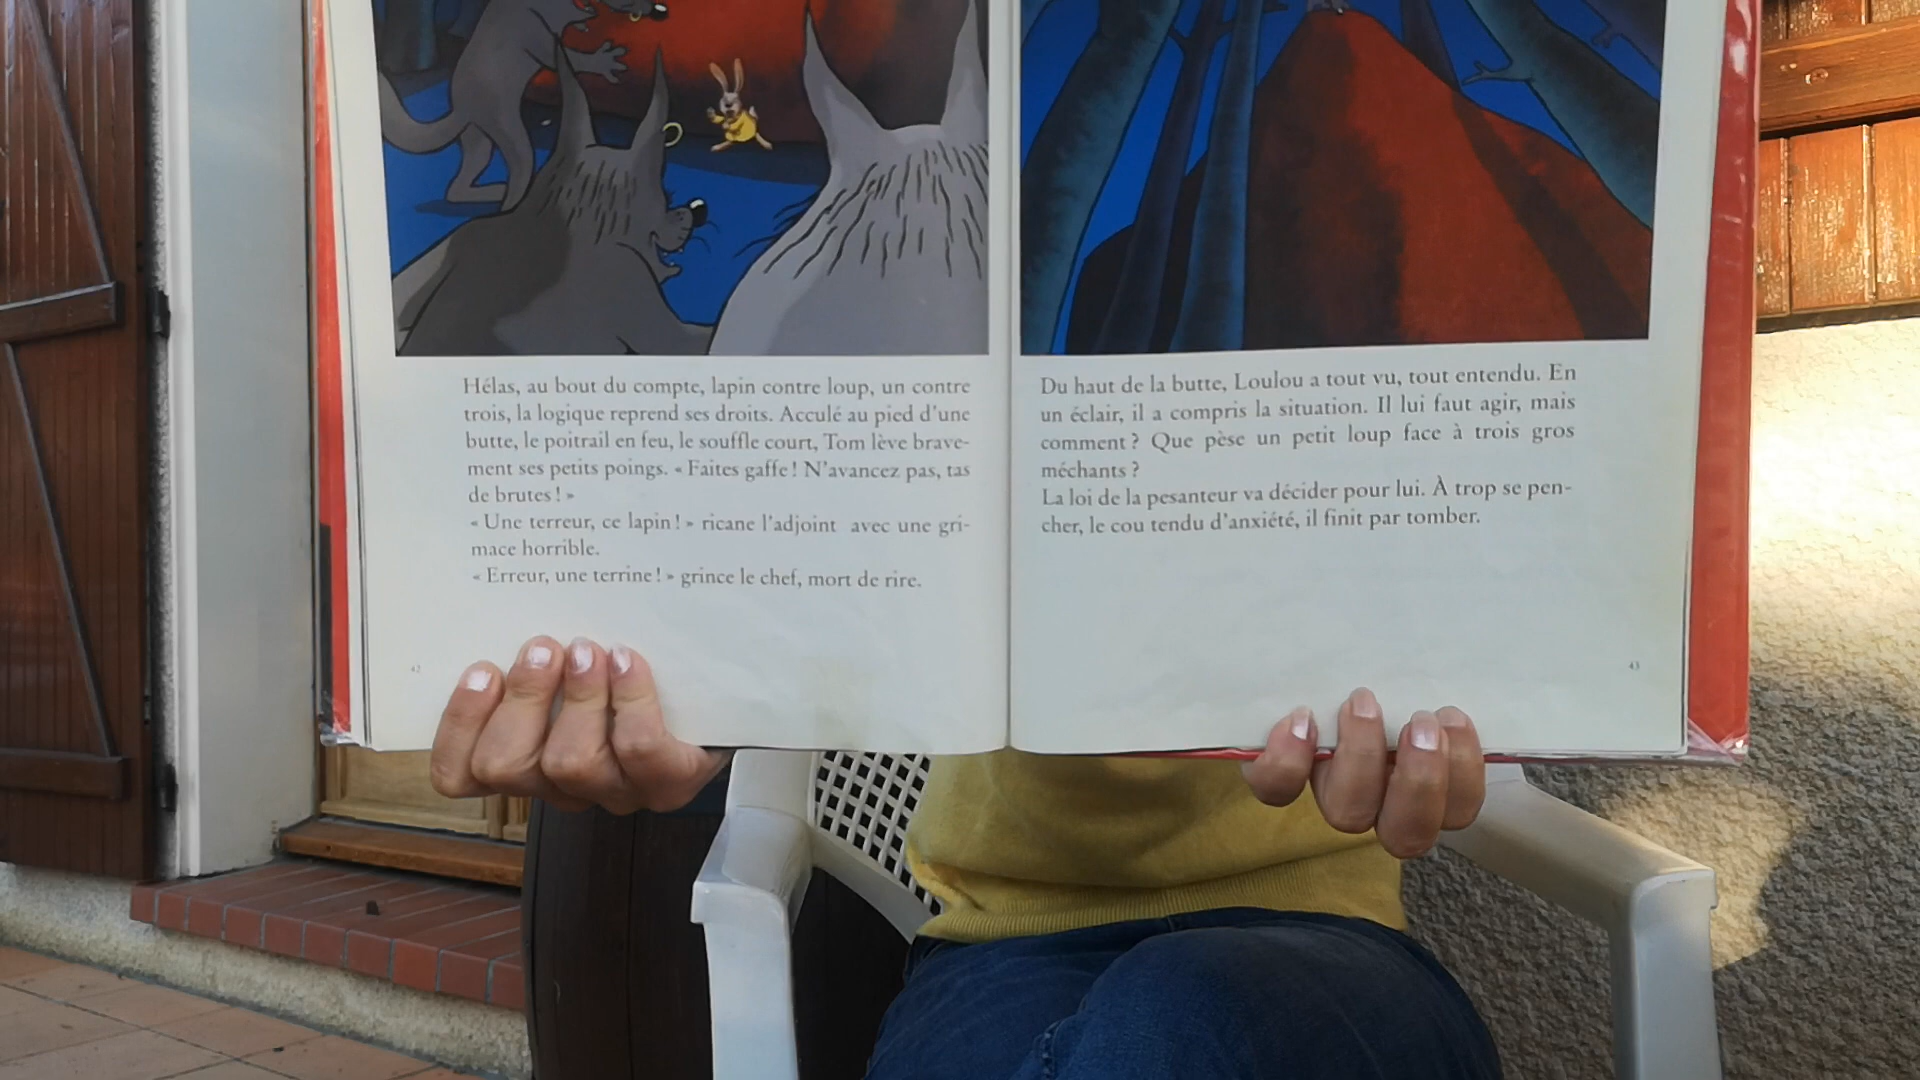 Hélas, au bout du compte, lapin contre loup, un contre
trois, la logique reprend ses droits. Acculé au pied d'une
butte, le poitrail en feu, le souffle court, Tom lève brave-
ment ses petits poings. « Faites gaffe ! N'avancez pas, tas
de brutes ! »
« Une terreur, ce lapin ! » ricane l'adjoint avec une gri-
mace horrible.
« Erreur, une terrine ! » grince le chef, mort de rire.
42
Du haut de la butte, Loulou a tout vu, tout entendu. En
un éclair, il a compris la situation. Il lui faut agir, mais
comment ? Que pèse un petit loup face à trois gros
méchants ?
La loi de la pesanteur va décider pour lui. À trop se pen-
cher, le cou tendu d'anxiété, il finit par tomber.
43